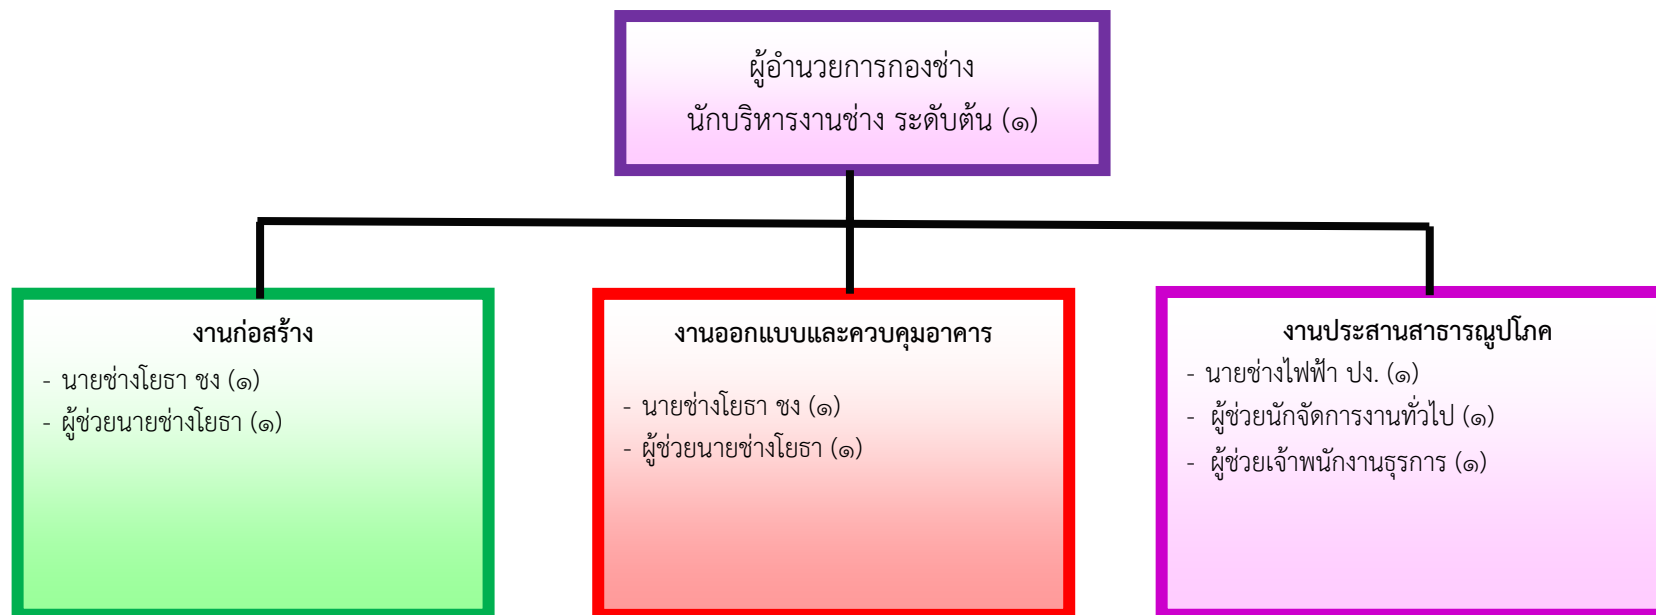 ผู้อำนวยการกองช่าง
นักบริหารงานช่าง ระดับต้น (๑)
งานก่อสร้าง
- นายช่างโยธา ชง (๑)
- ผู้ช่วยนายช่างโยธา (๑)
งานออกแบบและควบคุมอาคาร
- นายช่างโยธา ชง (๑)
- ผู้ช่วยนายช่างโยธา (๑)
งานประสานสาธารณูปโภค
- นายช่างไฟฟ้า ปง. (๑)
- ผู้ช่วยนักจัดการงานทั่วไป (๑)
- ผู้ช่วยเจ้าพนักงานธุรการ (๑)